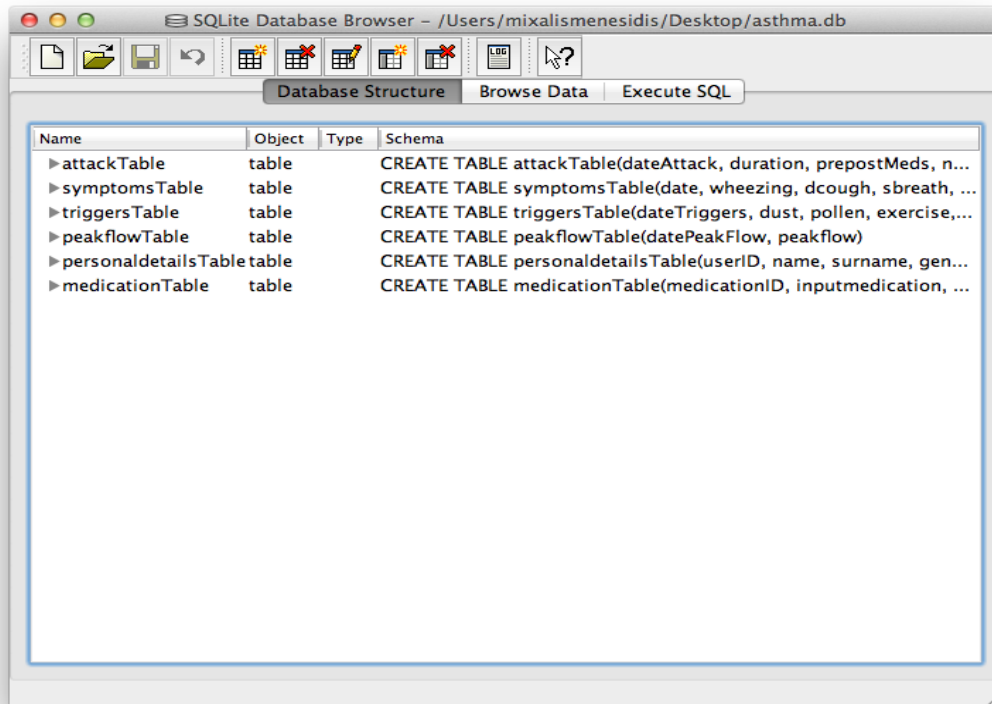 SQLite Database Browser – /Users/mixalismenesidis/Desktop/asthma.db
LOG
?
Database Structure Browse Data Execute SQL
Name Object Type Schema
attackTable table CREATE TABLE attackTable(dateAttack, duration, prepostMeds, n...
symptomsTable table CREATE TABLE symptomsTable(date, wheezing, dcough, sbreath, ...
triggersTable table CREATE TABLE triggersTable(dateTriggers, dust, pollen, exercise,...
peakflowTable table CREATE TABLE peakflowTable(datePeakFlow, peakflow)
personaldetailsTable table CREATE TABLE personaldetailsTable(userID, name, surname, gen...
medicationTable table CREATE TABLE medicationTable(medicationID, inputmedication, ...